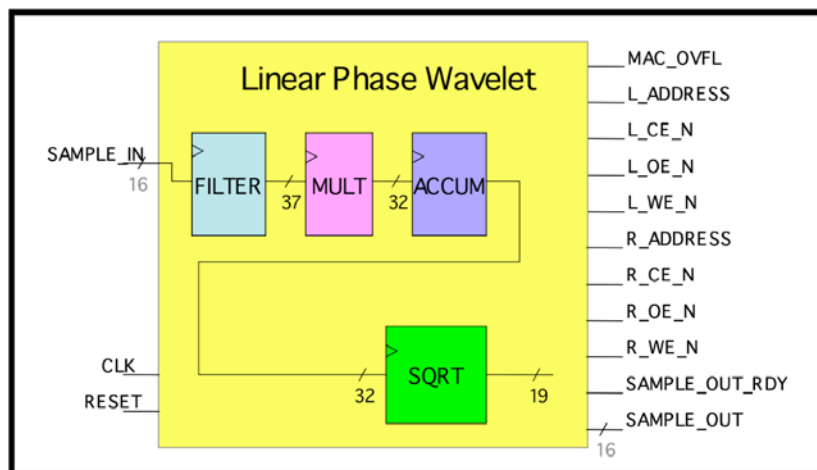 Linear Phase Wavelet
MAC_OVFL
L_ADDRESS
L_CE_N
SAMPLE_IN
16
FILTER
37
MULT
32
ACCUM
L_OE_N
L_WE_N
R_ADDRESS
R_CE_N
R_OE_N
R_WE_N
CLK
RESET
32
SQRT
19
SAMPLE_OUT_RDY
SAMPLE_OUT
16